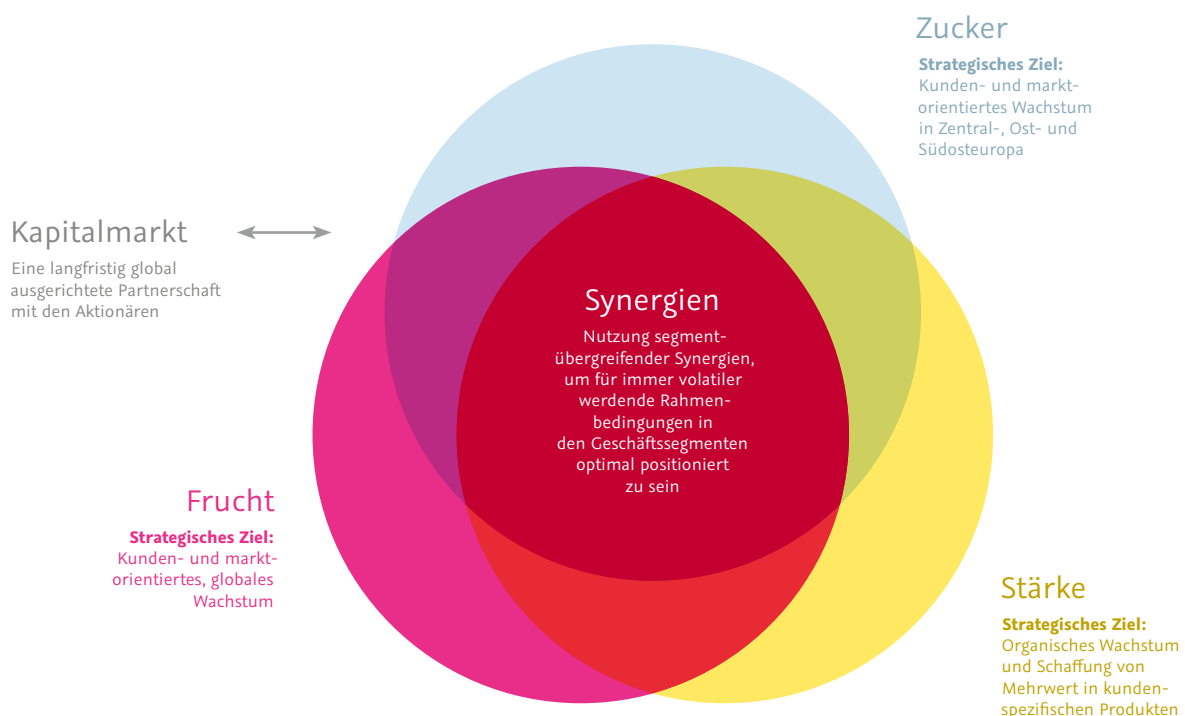 Zucker
Strategisches Ziel:
Kunden- und markt-
orientiertes Wachstum
in Zentral-, Ost- und
Südosteuropa
Kapitalmarkt
Eine langfristig global
ausgerichtete Partnerschaft
mit den Aktionären
Synergien
Nutzung segment-
übergreifender Synergien,
um für immer volatiler
werdende Rahmen-
bedingungen in
den Geschäftssegmenten
optimal positioniert
zu sein
Frucht
Strategisches Ziel:
Kunden- und markt-
orientiertes, globales
Wachstum
Stärke
Strategisches Ziel:
Organisches Wachstum
und Schaffung von
Mehrwert in kunden-
spezifischen Produkten